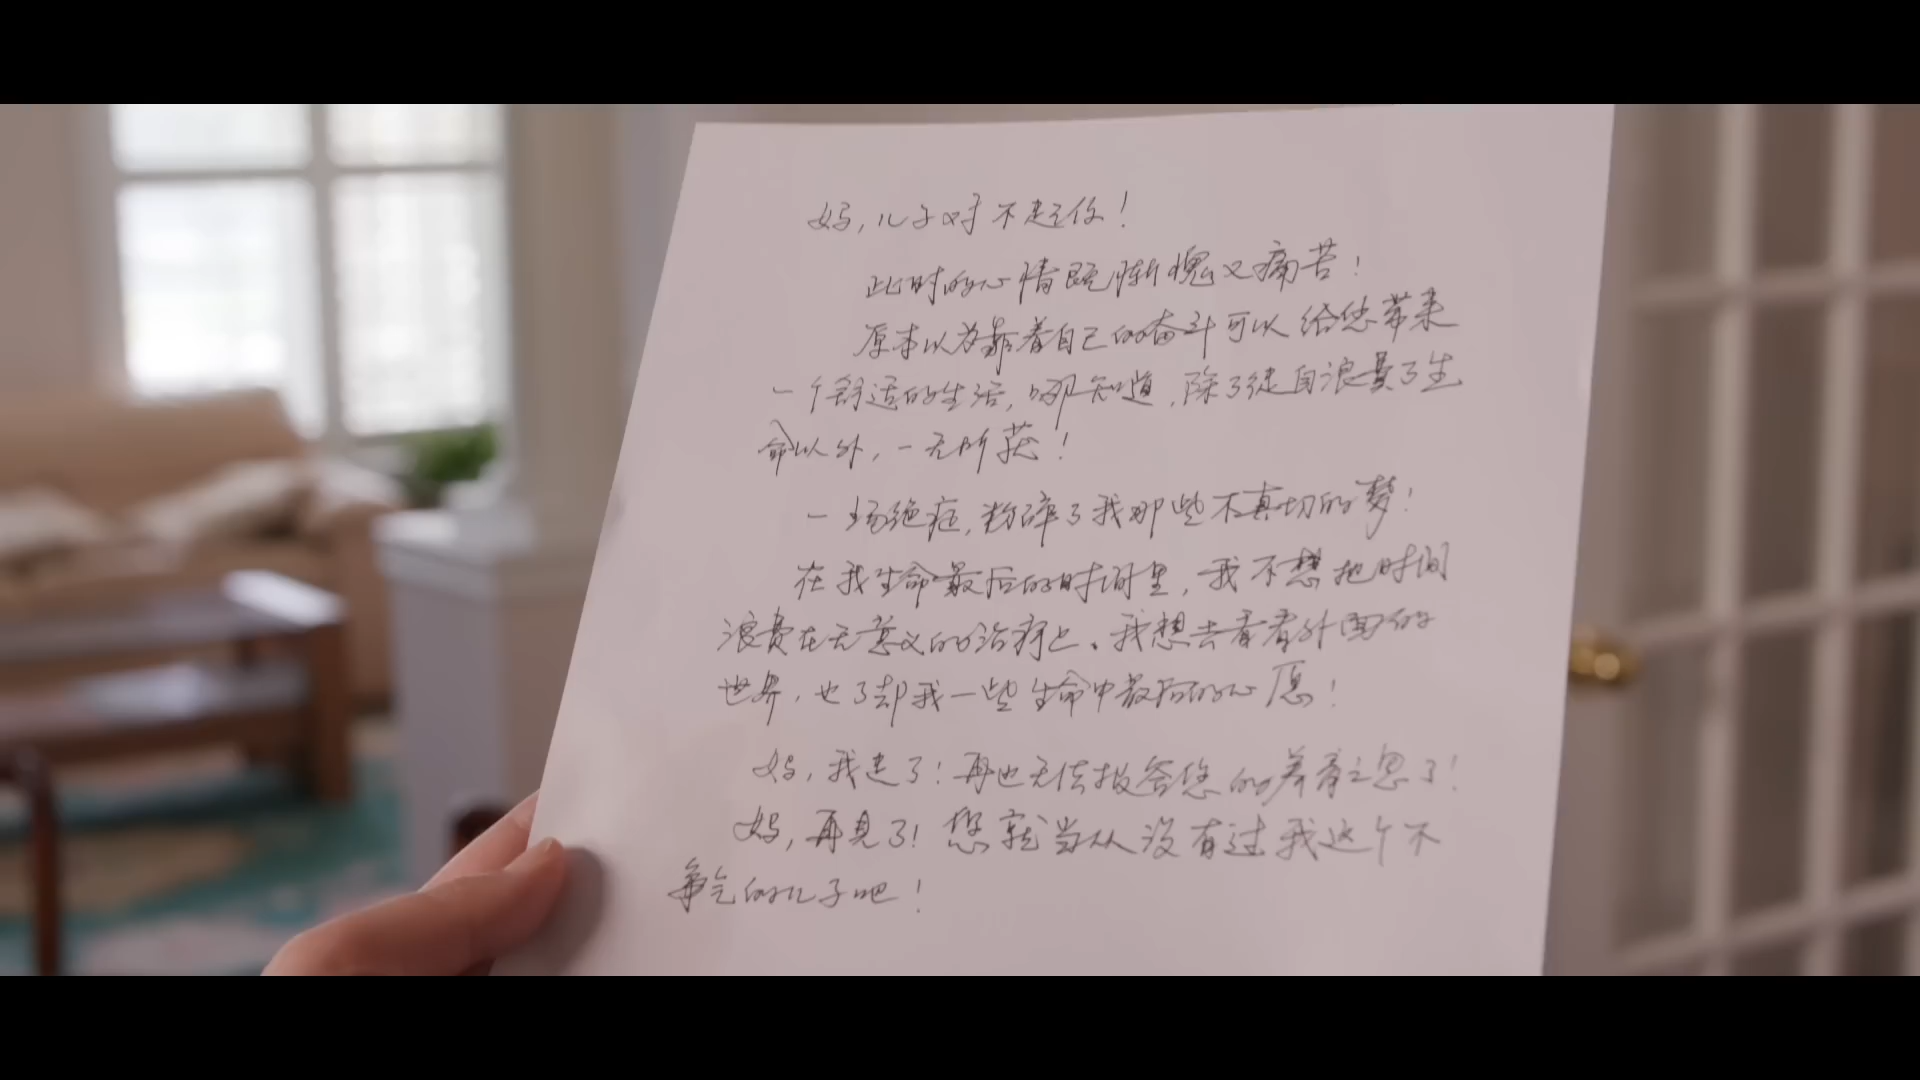 妈,儿子对不起你!
此时的心情既惭愧又痛苦!
原本以为靠着自己的奋斗可以给您带来
一个舒适的生活,哪知道,除了徒自浪费了生
命以外,一无所获!
一场绝症,粉碎了我那些不真切的梦!
在我生命最后的时间里,我不想把时间
浪费在无意义的治疗上、我想去看看外面的
世界,也了却我一些生命中最后的心愿!
妈,我走了!再也无法报答您的养育之恩了!
妈,再见了!您就当从没有过我这个不
争气的儿子吧!